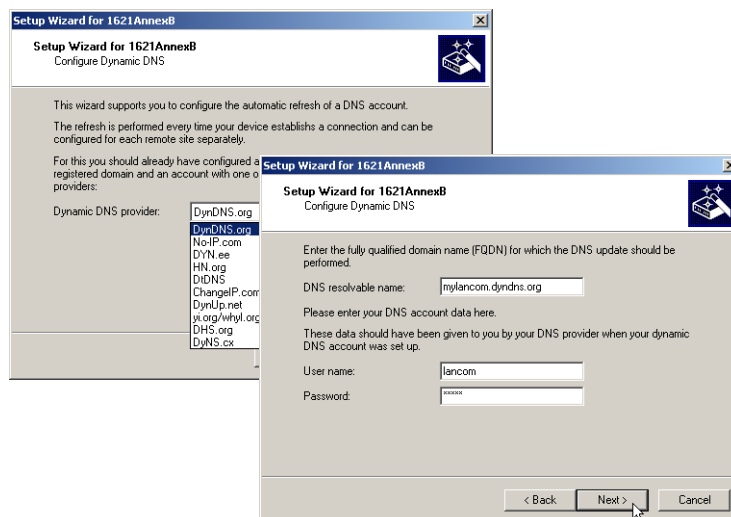 Setup Wizard for 1621AnnexB
Setup Wizard for 1621AnnexB
Configure Dynamic DNS
This wizard supports you to configure the automatic refresh of a DNS account.
The refresh is performed every time your device establishs a connection and can be
configured for each remote site separately.
For this you should already have configured a
registered domain and an account with one o
providers:
Dynamic DNS provider:
DynDNS.org
DynDNS.org
No-IP.com
DYN.ee
HN.org
DtDNS
ChangeIP.com
DynUp.net
yi.org/whyI.org
DHS.org
DyNS.cx
Setup Wizard for 1621AnnexB
Setup Wizard for 1621AnnexB
Configure Dynamic DNS
Enter the fully qualified domain name (FQDN) for which the DNS update should be
performed.
DNS resolvable name: mylancom.dyndns.org
Please enter your DNS account data here.
These data should have been given to you by your DNS provider when your dynamic
DNS account was set up.
User name: lancom
Password: xxxxx
< Back Next > Cancel